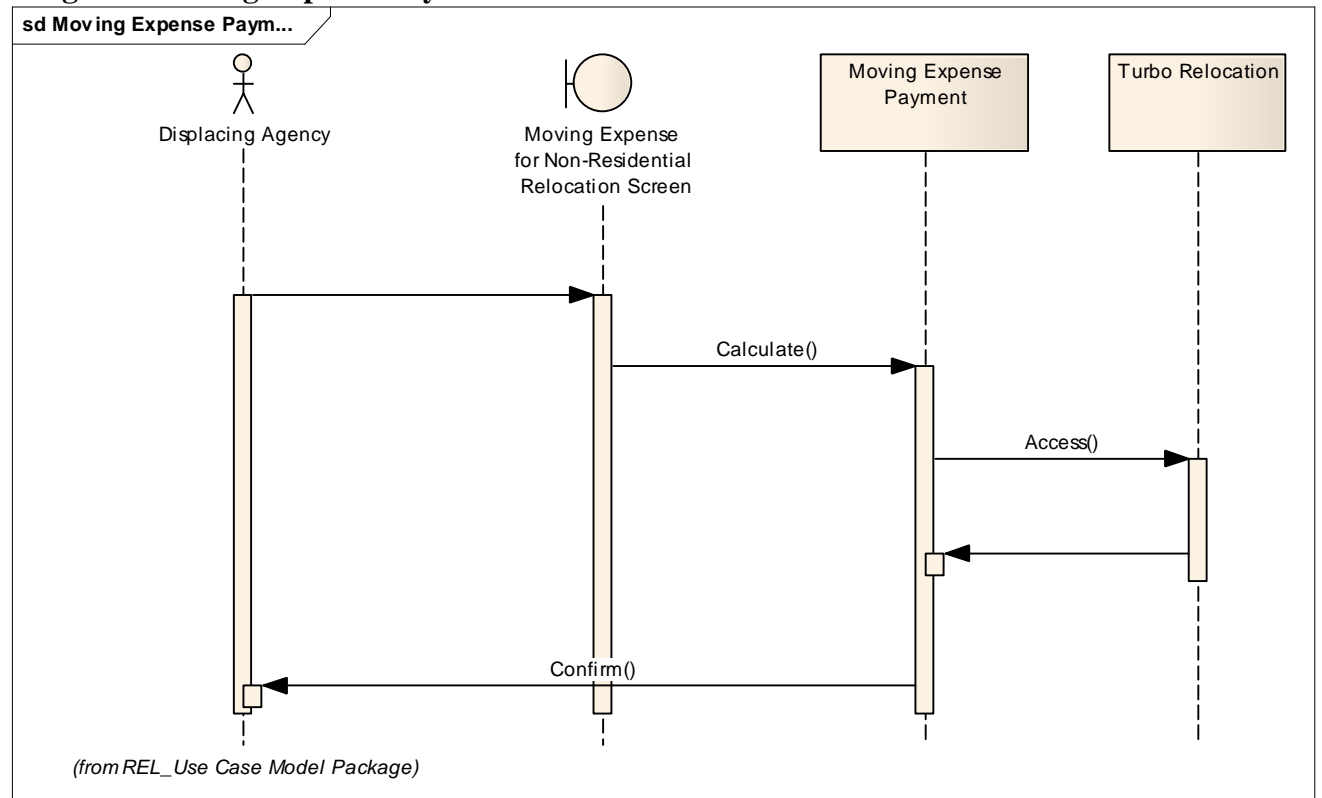 sd Moving Expense Paym...
Displacing Agency
Moving Expense
for Non-Residential
Relocation Screen
Moving Expense
Payment
Turbo Relocation
Calculate()
Access()
Confirm()
(from REL_Use Case Model Package)